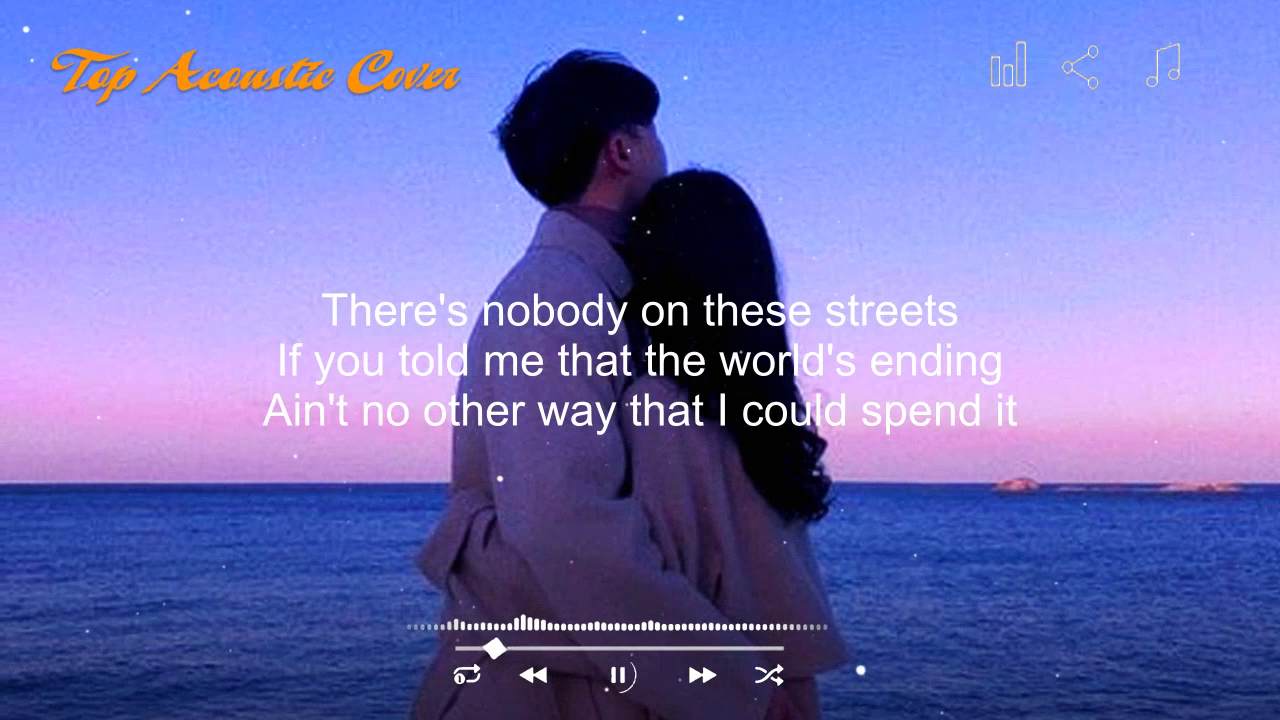 Top Acoustic Cover
There's nobody on these streets
If you told me that the world's ending
Ain't no other way that I could spend it